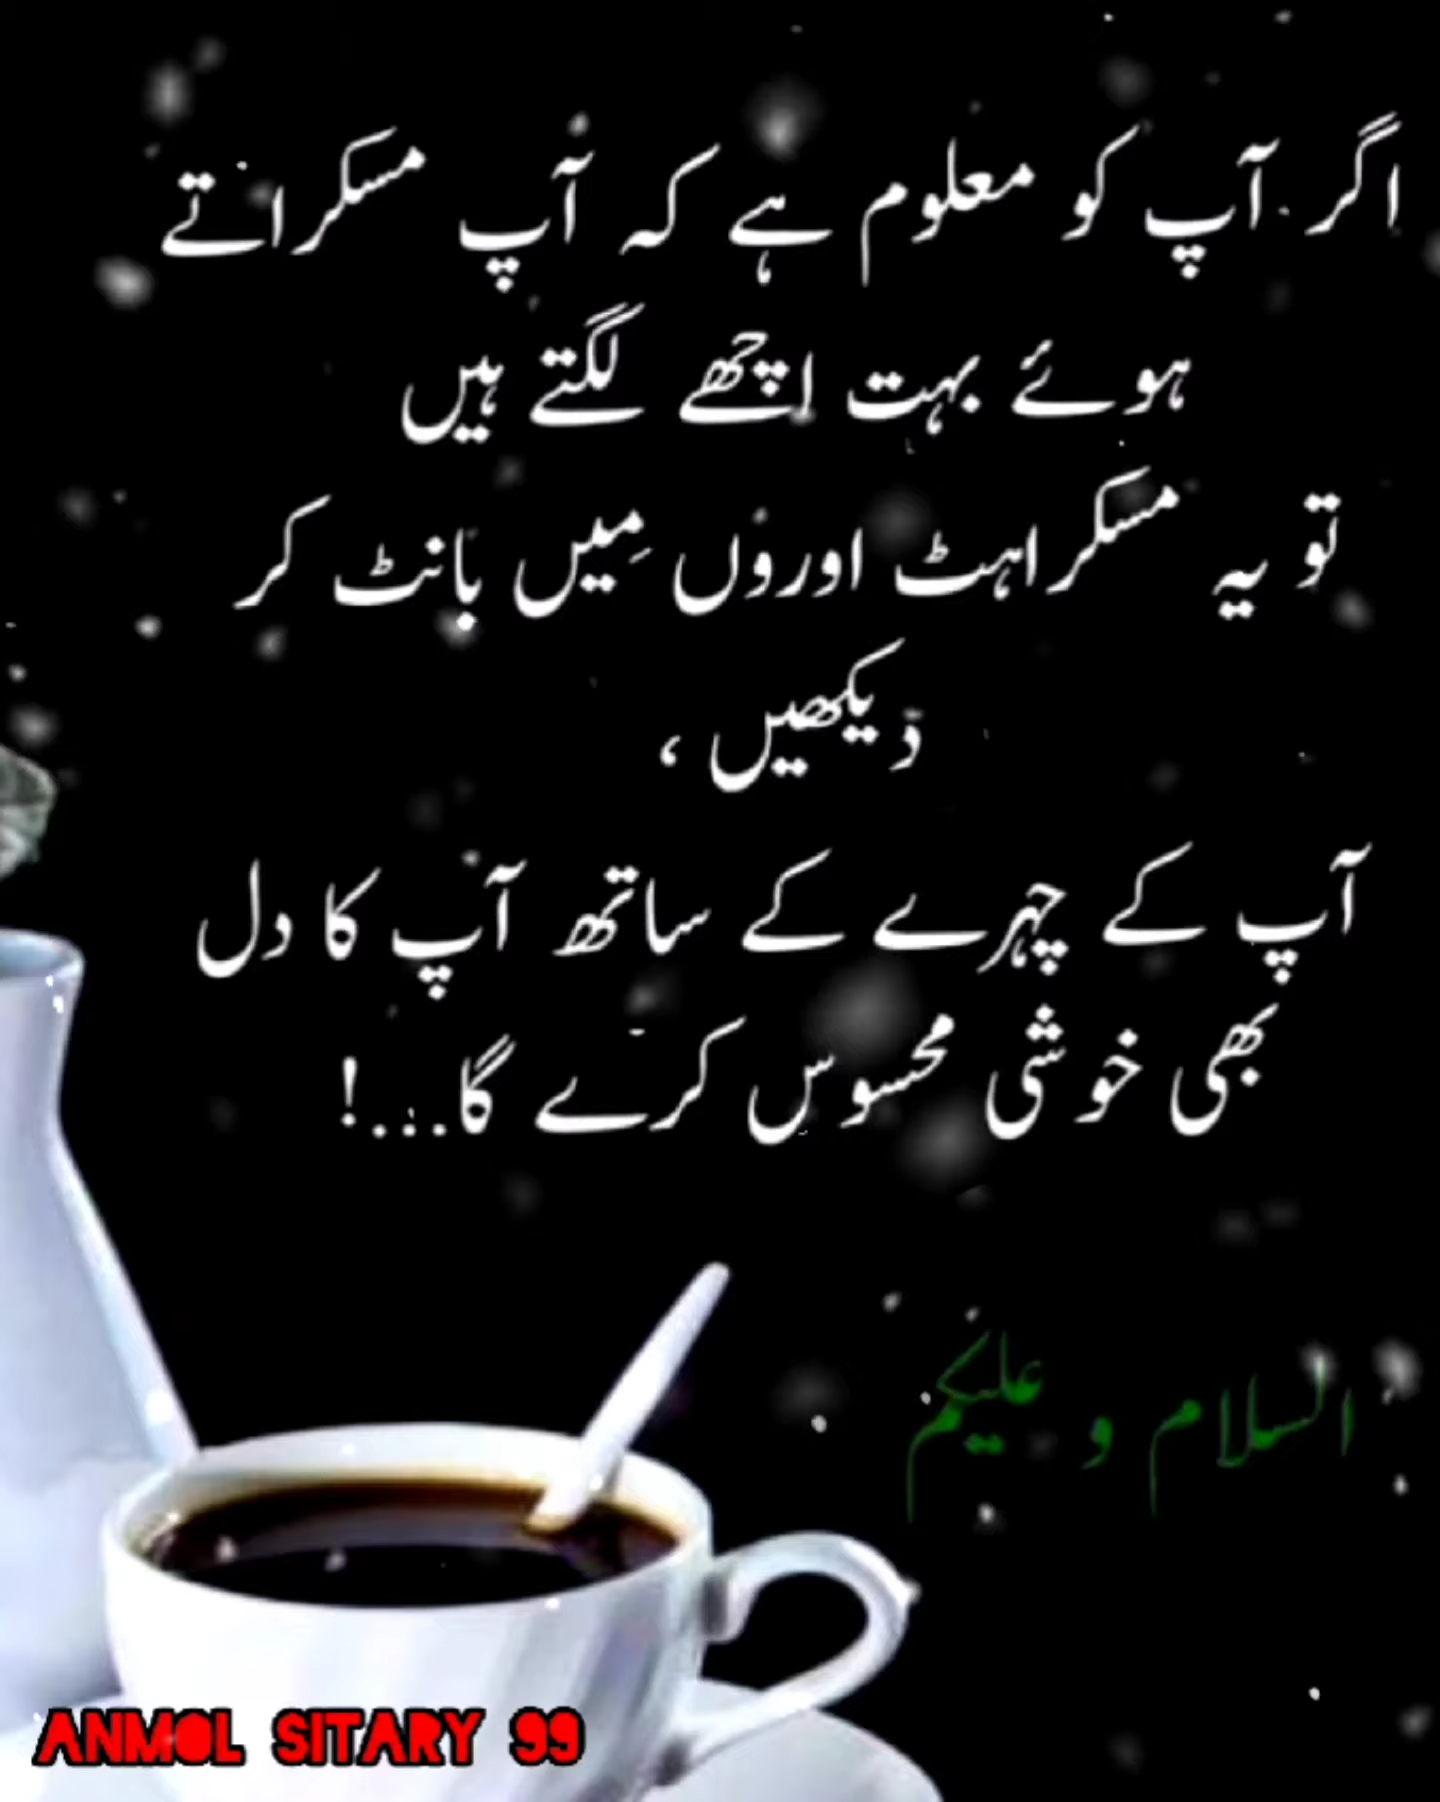 اگر آپ کو معلوم ہے کہ آپ مسکراتے
ہوئے بہت اچھے لگتے ہیں
تو یہ مسکراہٹ اوروں میں بانٹ کر
دیکھیں ،
آپ کے چہرے کے ساتھ آپ کا دل
بھی خوشی محسوس کرے گا...!
السلام و علیکم
ANMOL SITARY 99